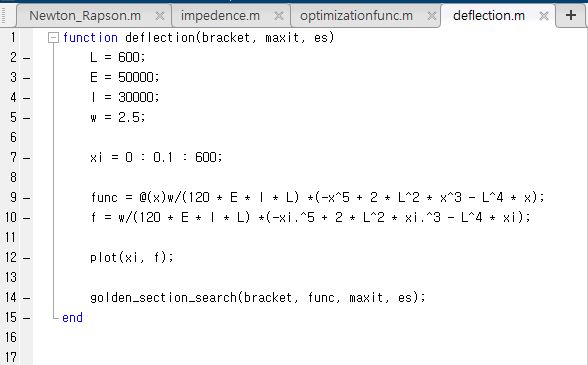 Newton_Rapson.m × impedence.m × optimizationfunc.m × deflection.m × +
1 function deflection(bracket, maxit, es)
2 – L = 600;
3 – E = 50000;
4 – I = 30000;
5 – w = 2.5;
6
7 – xi = 0 : 0.1 : 600;
8
9 – func = @(x)w/(120 * E * I * L) *(-x^5 + 2 * L^2 * x^3 - L^4 * x);
10 – f = w/(120 * E * I * L) *(-xi.^5 + 2 * L^2 * xi.^3 - L^4 * xi);
11
12 – plot(xi, f);
13
14 – golden_section_search(bracket, func, maxit, es);
15 – end
16
17